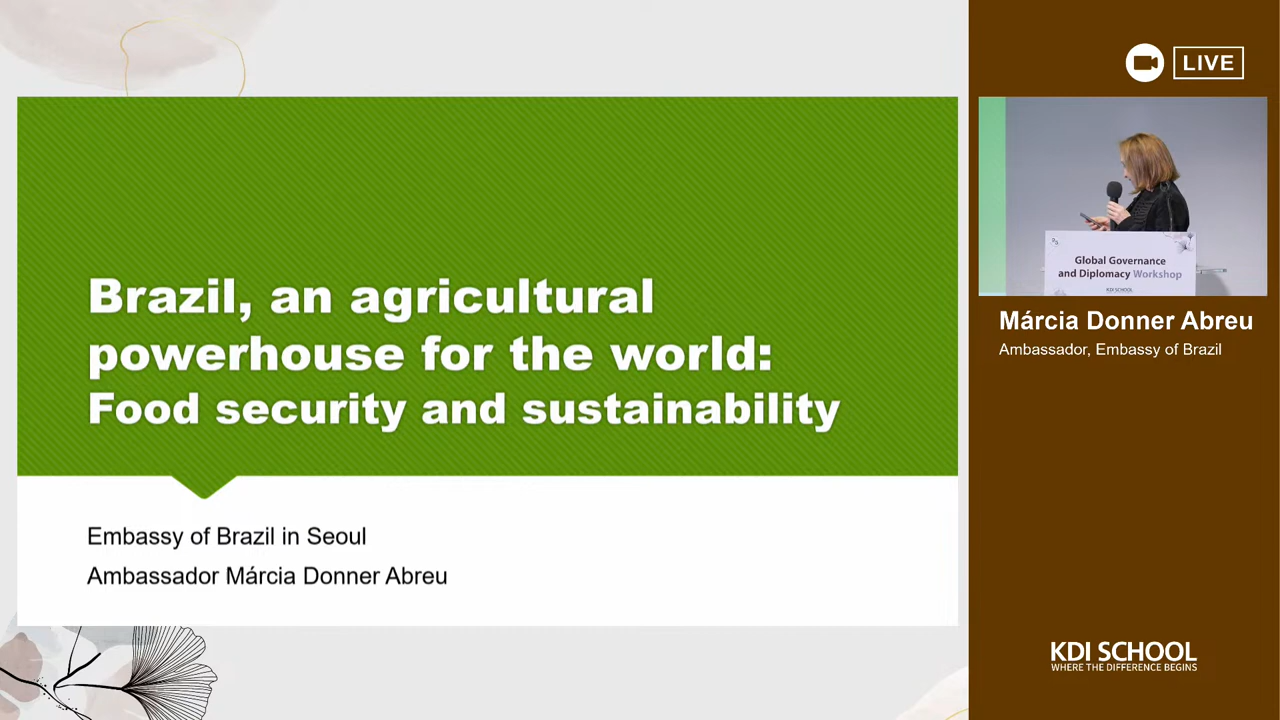 Brazil, an agricultural
powerhouse for the world:
Food security and sustainability
Embassy of Brazil in Seoul
Ambassador Márcia Donner Abreu
LIVE
Global Governance
and Diplomacy Workshop
KDI SCHOOL
Márcia Donner Abreu
Ambassador, Embassy of Brazil
KDI SCHOOL
WHERE THE DIFFERENCE BEGINS